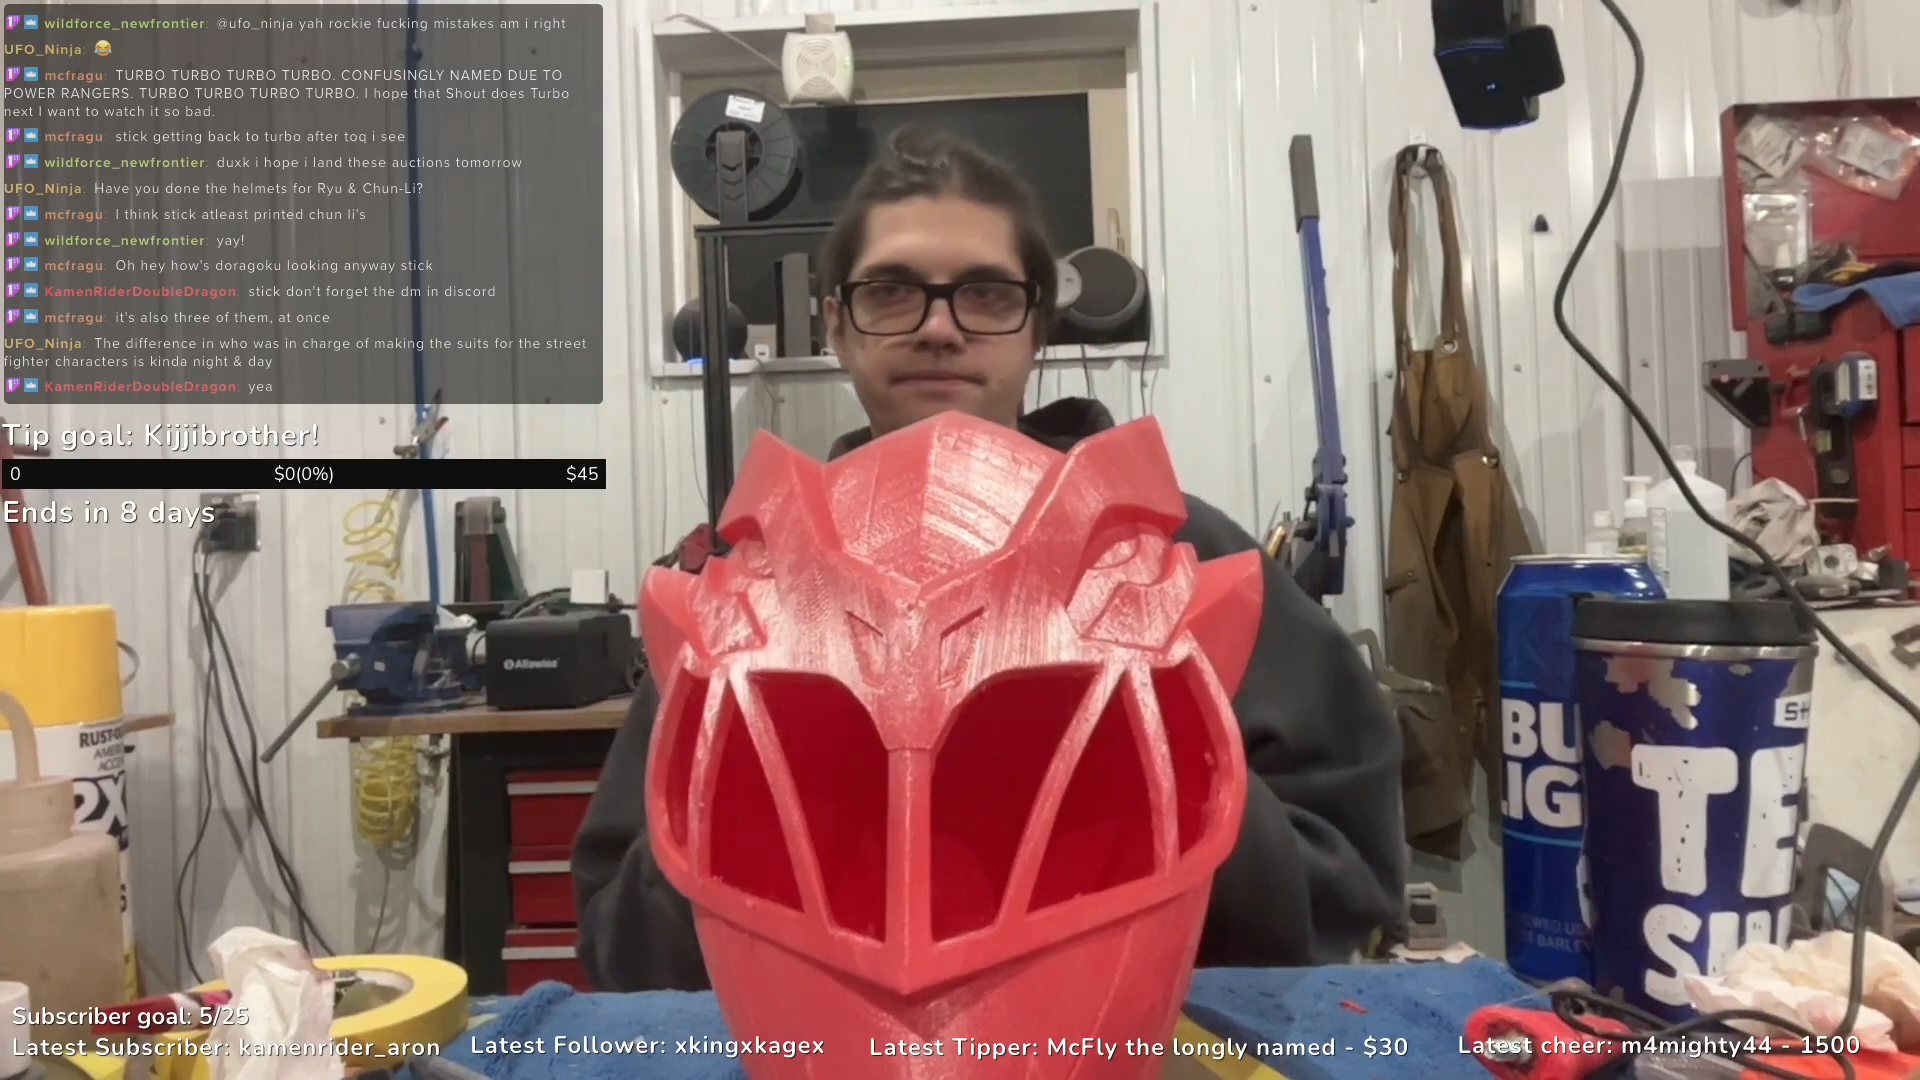 wildforce_newfrontier: @ufo_ninja yah rockie fucking mistakes am i right
UFO_Ninja: 😂
mcfragu: TURBO TURBO TURBO TURBO. CONFUSINGLY NAMED DUE TO
POWER RANGERS. TURBO TURBO TURBO TURBO. I hope that Shout does Turbo
next I want to watch it so bad.
mcfragu: stick getting back to turbo after toq i see
wildforce_newfrontier: duxk i hope i land these auctions tomorrow
UFO_Ninja: Have you done the helmets for Ryu & Chun-Li?
mcfragu: I think stick atleast printed chun li's
wildforce_newfrontier: yay!
mcfragu: Oh hey how's doragoku looking anyway stick
KamenRiderDoubleDragon: stick don't forget the dm in discord
mcfragu: it's also three of them, at once
UFO_Ninja: The difference in who was in charge of making the suits for the street
fighter characters is kinda night & day
KamenRiderDoubleDragon: yea
Tip goal: Kijjibrother!
0 $0(0%) $45
Ends in 8 days
Alfawise
RUST-O
2X
BU
LIG
TE
SH
Subscriber goal: 5/25
Latest Subscriber: kamenrider_aron
Latest Follower: xkingxkagex
Latest Tipper: McFly the longly named - $30
Latest cheer: m4mighty44 - 1500